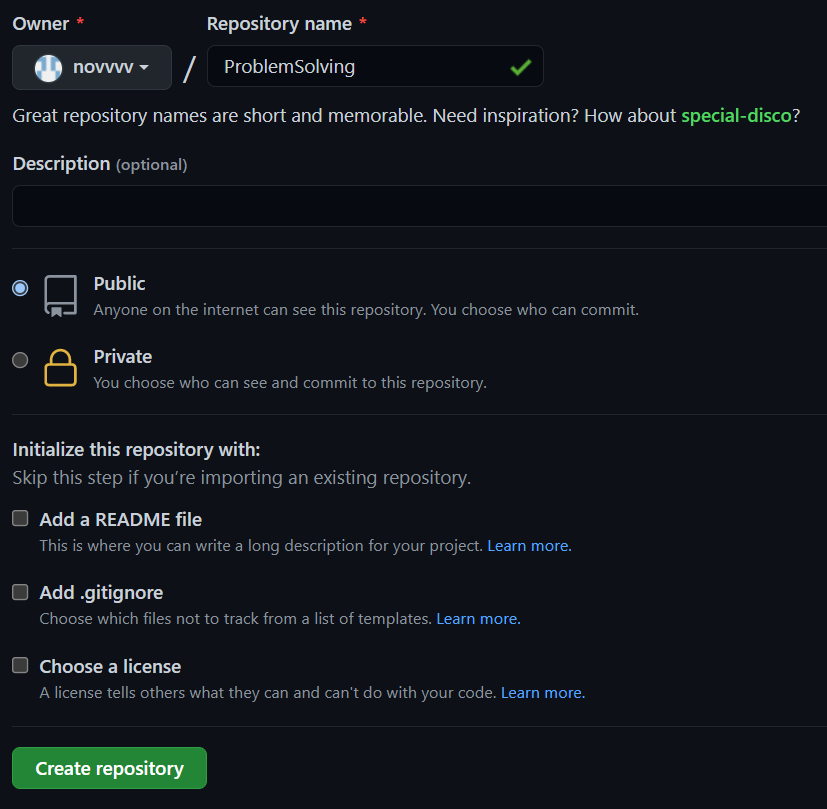 Owner * Repository name *
novvvv / ProblemSolving
Great repository names are short and memorable. Need inspiration? How about special-disco?
Description (optional)
Public
Anyone on the internet can see this repository. You choose who can commit.
Private
You choose who can see and commit to this repository.
Initialize this repository with:
Skip this step if you’re importing an existing repository.
Add a README file
This is where you can write a long description for your project. Learn more.
Add .gitignore
Choose which files not to track from a list of templates. Learn more.
Choose a license
A license tells others what they can and can't do with your code. Learn more.
Create repository